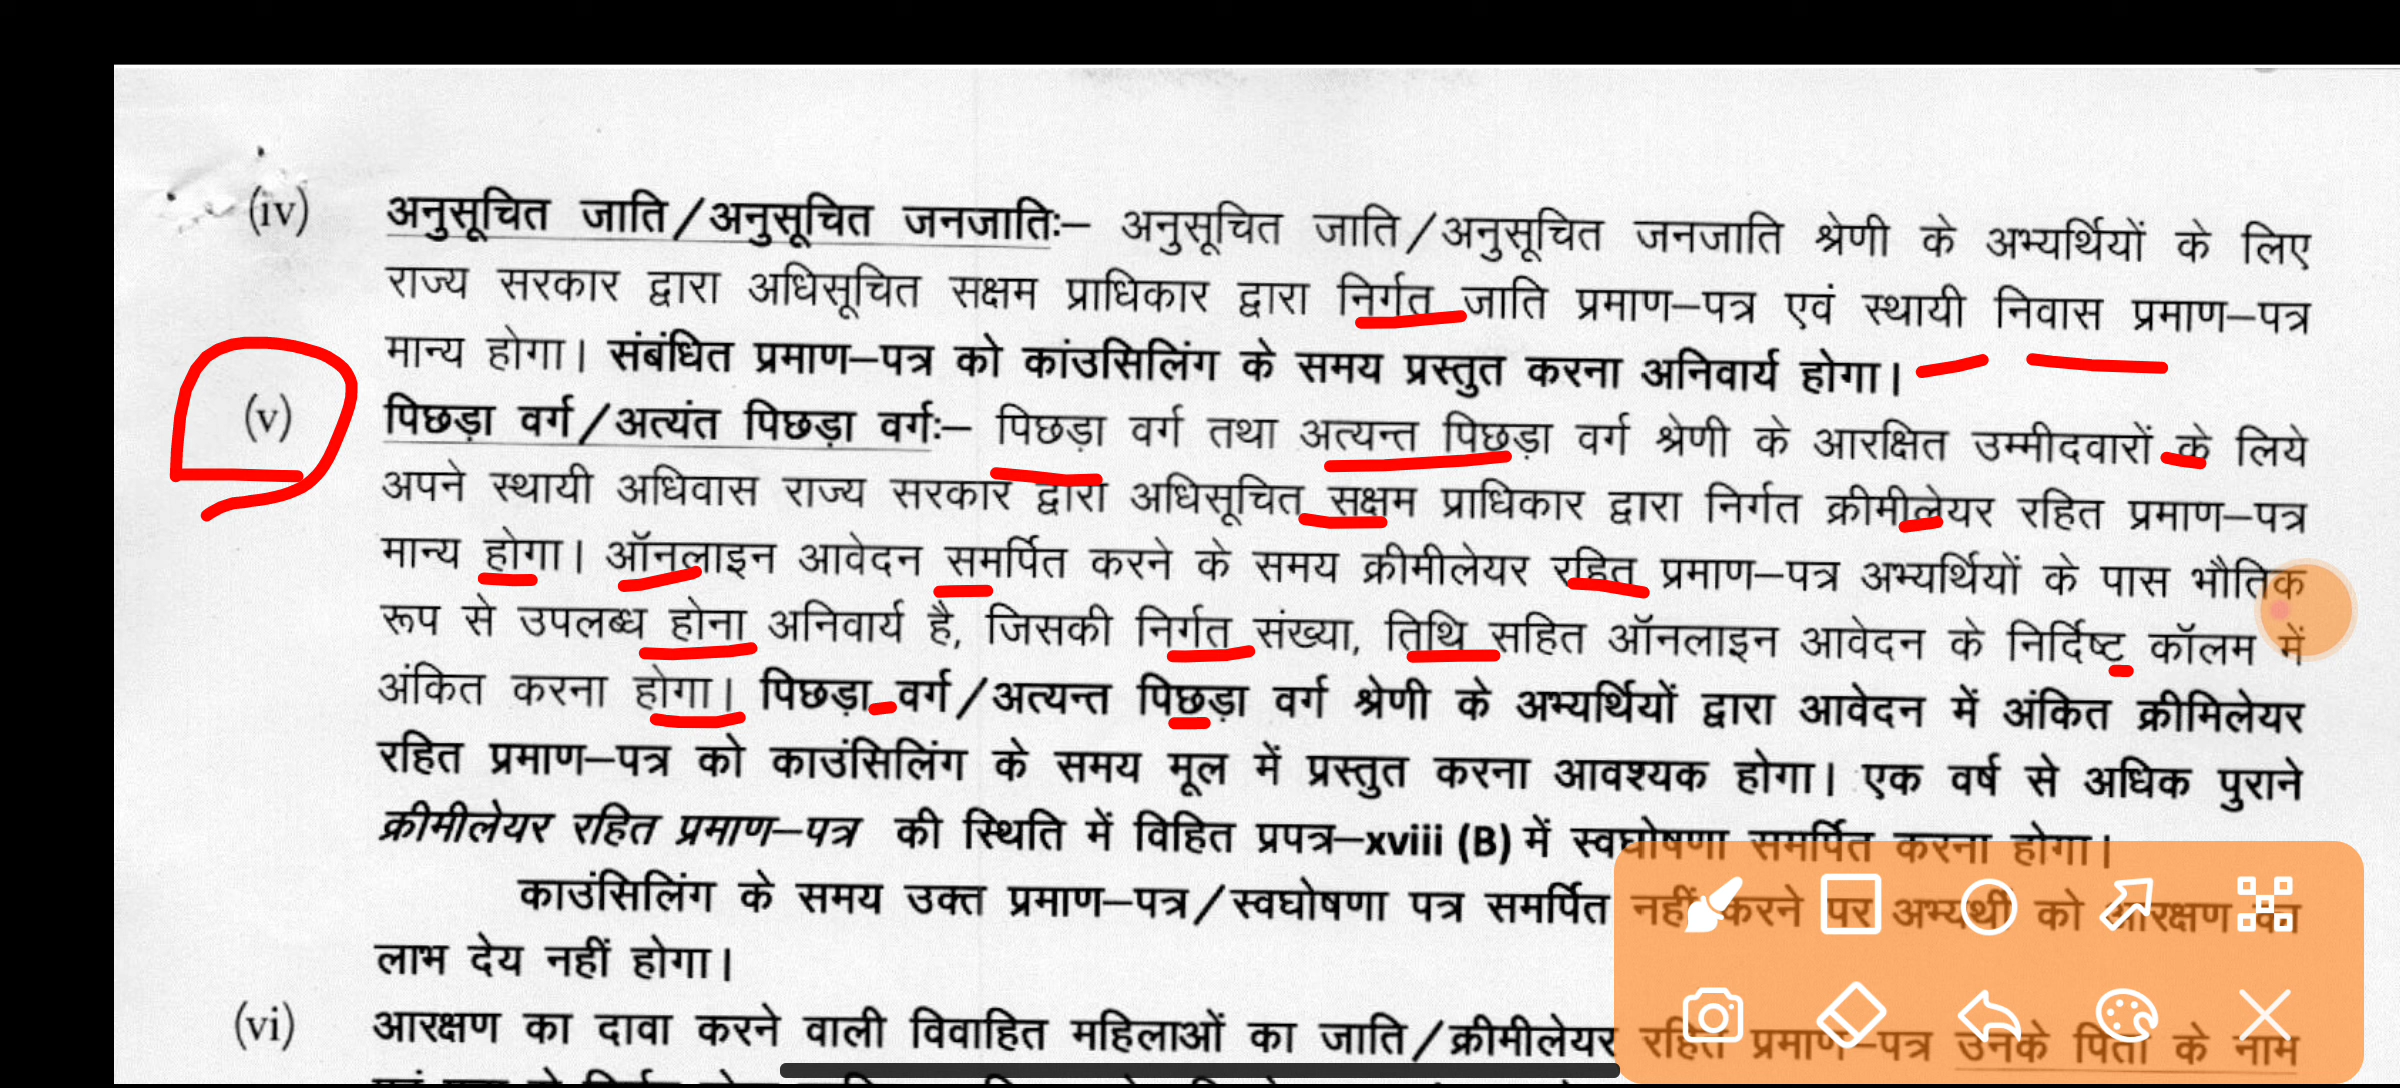 (iv) अनुसूचित जाति/अनुसूचित जनजातिः– अनुसूचित जाति/अनुसूचित जनजाति श्रेणी के अभ्यर्थियों के लिए
राज्य सरकार द्वारा अधिसूचित सक्षम प्राधिकार द्वारा निर्गत जाति प्रमाण–पत्र एवं स्थायी निवास प्रमाण–पत्र
मान्य होगा। संबंधित प्रमाण–पत्र को कांउसिलिंग के समय प्रस्तुत करना अनिवार्य होगा।
(v) पिछड़ा वर्ग/अत्यंत पिछड़ा वर्गः– पिछड़ा वर्ग तथा अत्यन्त पिछड़ा वर्ग श्रेणी के आरक्षित उम्मीदवारों के लिये
अपने स्थायी अधिवास राज्य सरकार द्वारा अधिसूचित सक्षम प्राधिकार द्वारा निर्गत क्रीमीलेयर रहित प्रमाण–पत्र
मान्य होगा। ऑनलाइन आवेदन समर्पित करने के समय क्रीमीलेयर रहित प्रमाण–पत्र अभ्यर्थियों के पास भौतिक
रूप से उपलब्ध होना अनिवार्य है, जिसकी निर्गत संख्या, तिथि सहित ऑनलाइन आवेदन के निर्दिष्ट कॉलम में
अंकित करना होगा। पिछड़ा वर्ग/अत्यन्त पिछड़ा वर्ग श्रेणी के अभ्यर्थियों द्वारा आवेदन में अंकित क्रीमिलेयर
रहित प्रमाण–पत्र को काउंसिलिंग के समय मूल में प्रस्तुत करना आवश्यक होगा। एक वर्ष से अधिक पुराने
क्रीमीलेयर रहित प्रमाण–पत्र की स्थिति में विहित प्रपत्र–xviii (B) में स्वघोषणा समर्पित करना होगा।
काउंसिलिंग के समय उक्त प्रमाण–पत्र/स्वघोषणा पत्र समर्पित नहीं करने पर अभ्यर्थी को आरक्षण का
लाभ देय नहीं होगा।
(vi) आरक्षण का दावा करने वाली विवाहित महिलाओं का जाति/क्रीमीलेयर रहित प्रमाण–पत्र उनके पिता के नाम